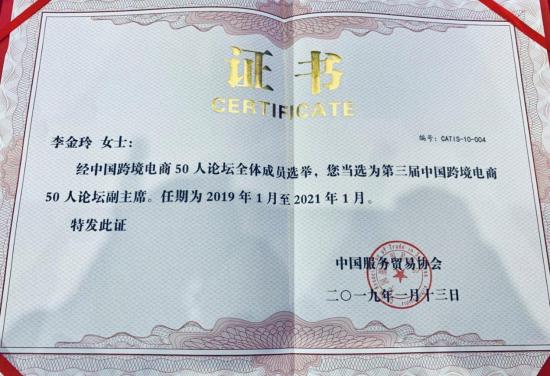 证书
CERTIFICATE
李金玲 女士：
编号：CATIS-10-004
经中国跨境电商50人论坛全体成员选举，您当选为第三届中国跨境电商
50人论坛副主席。任期为2019年1月至2021年1月。
特发此证
中国服务贸易协会
二〇一九年一月十三日